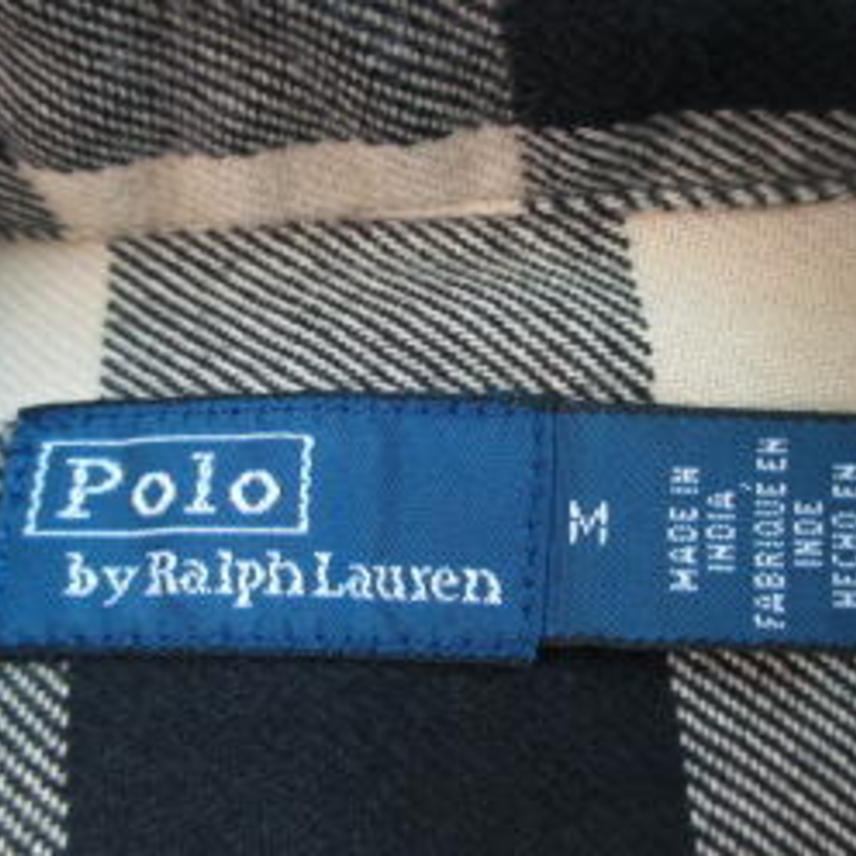 Polo
by Ralph Lauren
M
MADE IN
INDIA
FABRIQUE EN
INDE
HECHO EN